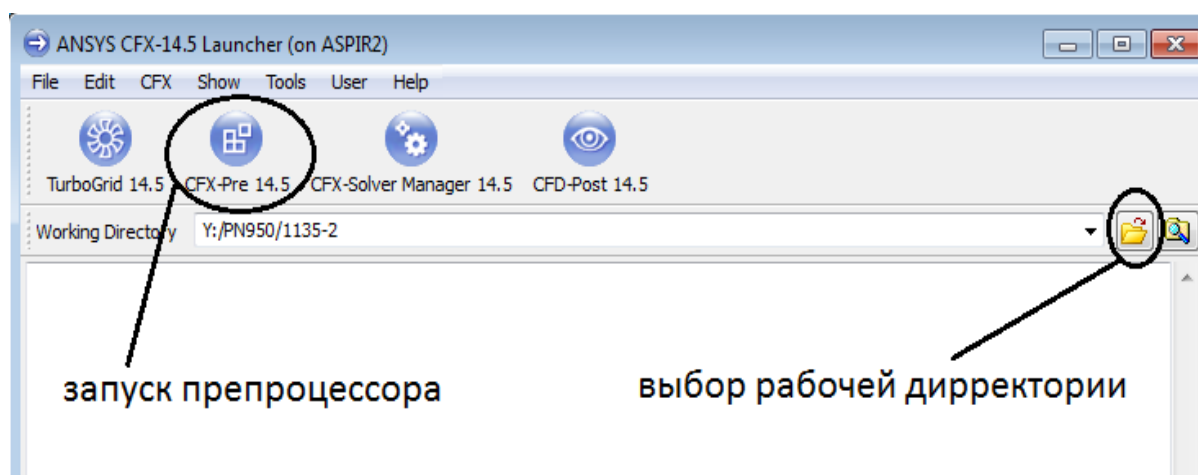 ANSYS CFX-14.5 Launcher (on ASPIR2)
File Edit CFX Show Tools User Help
TurboGrid 14.5 CFX-Pre 14.5 CFX-Solver Manager 14.5 CFD-Post 14.5
Working Directory Y:/PN950/1135-2
запуск препроцессора
выбор рабочей дирректории